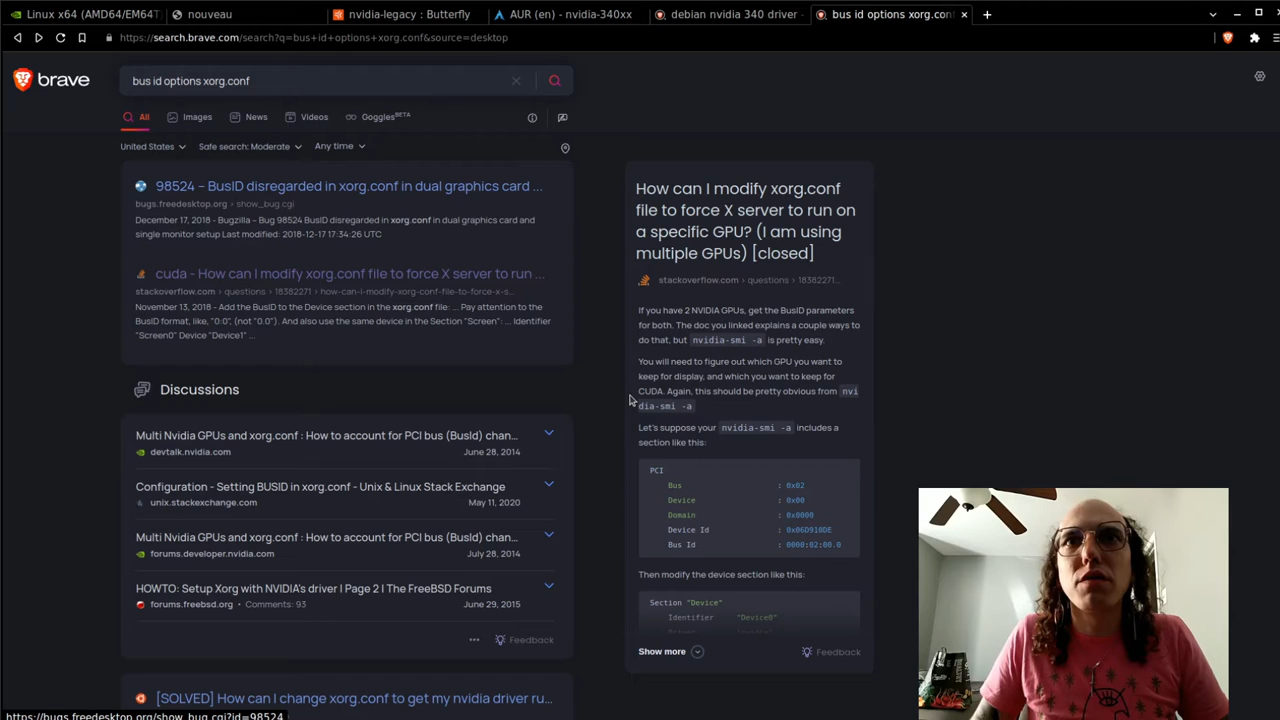 Linux x64 (AMD64/EM64T
nouveau
nvidia-legacy : Butterfly
AUR (en) - nvidia-340xx
debian nvidia 340 driver -
bus id options xorg.conf
https://search.brave.com/search?q=bus+id+options+xorg.conf&source=desktop
brave
bus id options xorg.conf
All
Images
News
Videos
Goggles BETA
United States
Safe search: Moderate
Any time
98524 – BusID disregarded in xorg.conf in dual graphics card ...
bugs.freedesktop.org › show_bug.cgi
December 17, 2018 - Bugzilla – Bug 98524 BusID disregarded in xorg.conf in dual graphics card and
single monitor setup Last modified: 2018-12-17 17:34:26 UTC
cuda - How can I modify xorg.conf file to force X server to run ...
stackoverflow.com › questions › 18382271 › how-can-i-modify-xorg-conf-file-to-force-x-s...
November 13, 2018 - Add the BusID to the Device section in the xorg.conf file: ... Pay attention to the
BusID format, like, "0:0", (not "0.0"). And also use the same device in the Section "Screen": ... Identifier
"Screen0" Device "Device1" ...
Discussions
Multi Nvidia GPUs and xorg.conf : How to account for PCI bus (BusId) chan...
devtalk.nvidia.com
June 28, 2014
Configuration - Setting BUSID in xorg.conf - Unix & Linux Stack Exchange
unix.stackexchange.com
May 11, 2020
Multi Nvidia GPUs and xorg.conf : How to account for PCI bus (BusId) chan...
forums.developer.nvidia.com
July 28, 2014
HOWTO: Setup Xorg with NVIDIA's driver | Page 2 | The FreeBSD Forums
forums.freebsd.org • Comments: 93
June 29, 2015
Feedback
[SOLVED] How can I change xorg.conf to get my nvidia driver ru...
https://bugs.freedesktop.org/show_bug.cgi?id=98524
How can I modify xorg.conf
file to force X server to run on
a specific GPU? (I am using
multiple GPUs) [closed]
stackoverflow.com › questions › 18382271...
If you have 2 NVIDIA GPUs, get the BusID parameters
for both. The doc you linked explains a couple ways to
do that, but nvidia-smi -a is pretty easy.
You will need to figure out which GPU you want to
keep for display, and which you want to keep for
CUDA. Again, this should be pretty obvious from nvi
dia-smi -a
Let's suppose your nvidia-smi -a includes a
section like this:
PCI
Bus : 0x02
Device : 0x00
Domain : 0x0000
Device Id : 0x06D910DE
Bus Id : 0000:02:00.0
Then modify the device section like this:
Section "Device"
Identifier "Device0"
Show more
Feedback